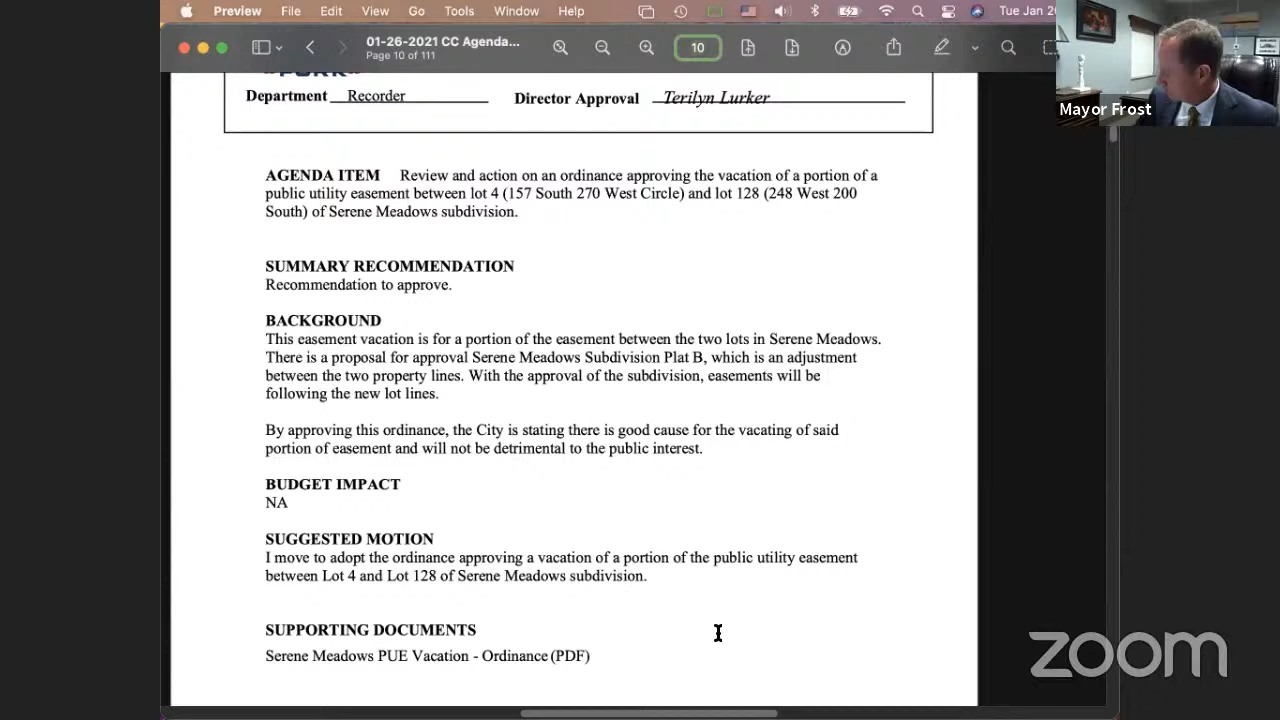 Preview File Edit View Go Tools Window Help Tue Jan 2
01-26-2021 CC Agenda...
Page 10 of 111
10
Mayor Frost
Department Recorder Director Approval Terilyn Lurker
AGENDA ITEM Review and action on an ordinance approving the vacation of a portion of a
public utility easement between lot 4 (157 South 270 West Circle) and lot 128 (248 West 200
South) of Serene Meadows subdivision.
SUMMARY RECOMMENDATION
Recommendation to approve.
BACKGROUND
This easement vacation is for a portion of the easement between the two lots in Serene Meadows.
There is a proposal for approval Serene Meadows Subdivision Plat B, which is an adjustment
between the two property lines. With the approval of the subdivision, easements will be
following the new lot lines.
By approving this ordinance, the City is stating there is good cause for the vacating of said
portion of easement and will not be detrimental to the public interest.
BUDGET IMPACT
NA
SUGGESTED MOTION
I move to adopt the ordinance approving a vacation of a portion of the public utility easement
between Lot 4 and Lot 128 of Serene Meadows subdivision.
SUPPORTING DOCUMENTS
Serene Meadows PUE Vacation - Ordinance (PDF)
zoom